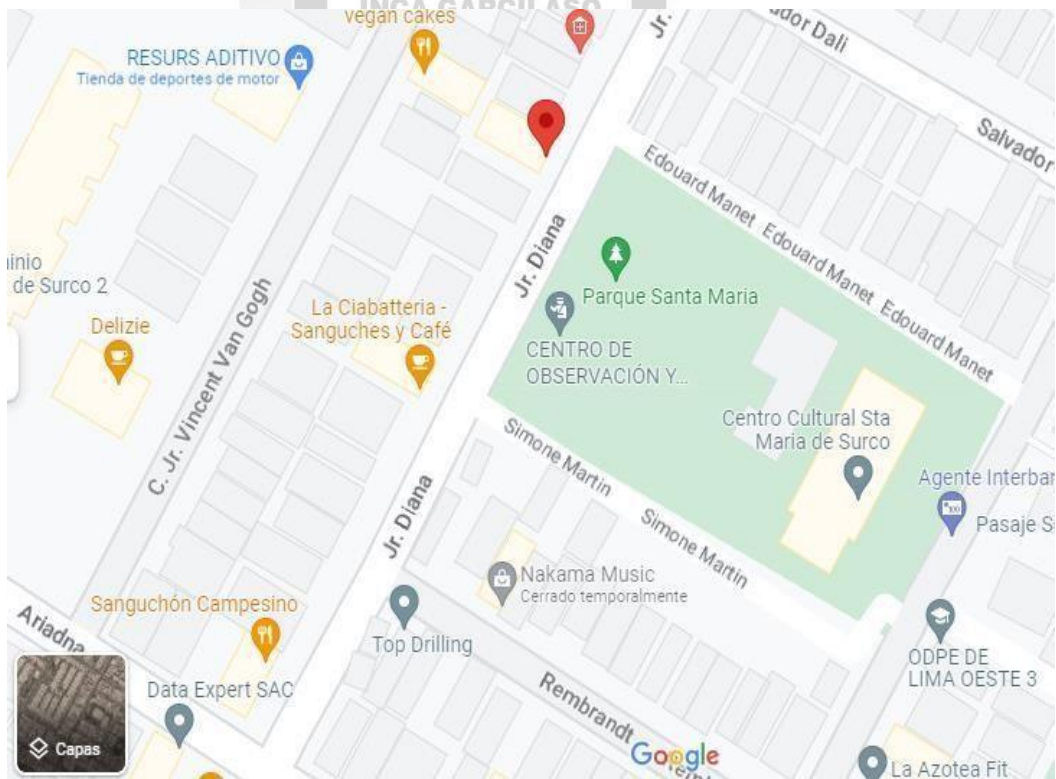 INCA GARCILASO
vegan cakes
RESURS ADITIVO
Tienda de deportes de motor
Jr.
ador Dali
Salvador
Edouard Manet Edouard Manet Edouard Manet
Jr. Diana
Parque Santa Maria
ínio
de Surco 2
C. Jr. Vincent Van Gogh
La Ciabatteria -
Sanguches y Café
Delizie
CENTRO DE
OBSERVACIÓN Y...
Centro Cultural Sta
Maria de Surco
Simone Martin
Simone Martin
Agente Interban
Pasaje S
Jr. Diana
Nakama Music
Cerrado temporalmente
Sanguchón Campesino
Ariadna
Top Drilling
ODPE DE
LIMA OESTE 3
Data Expert SAC
Rembrandt
Capas
Google
La Azotea Fit